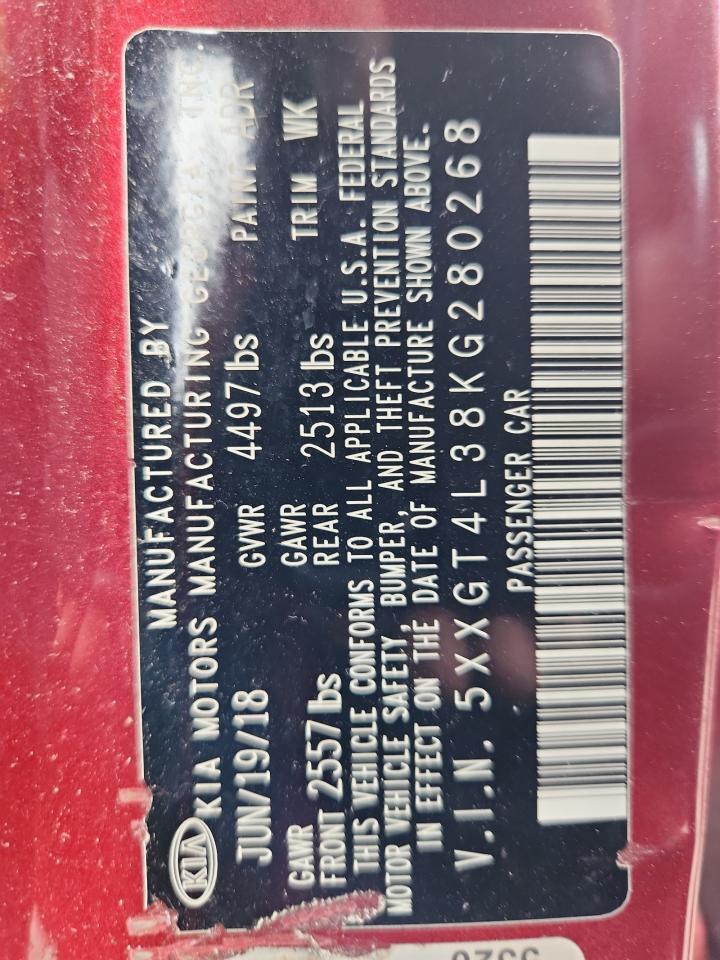 MANUFACTURED BY
KIA KIA MOTORS MANUFACTURING GEORGIA, INC.
JUN/19/18 GVWR 4497 lbs PAINT ADR
GAWR FRONT 2557 lbs GAWR REAR 2513 lbs TRIM WK
THIS VEHICLE CONFORMS TO ALL APPLICABLE U.S.A. FEDERAL
MOTOR VEHICLE SAFETY, BUMPER, AND THEFT PREVENTION STANDARDS
IN EFFECT ON THE DATE OF MANUFACTURE SHOWN ABOVE.
V.I.N. 5XXGT4L38KG280268
PASSENGER CAR